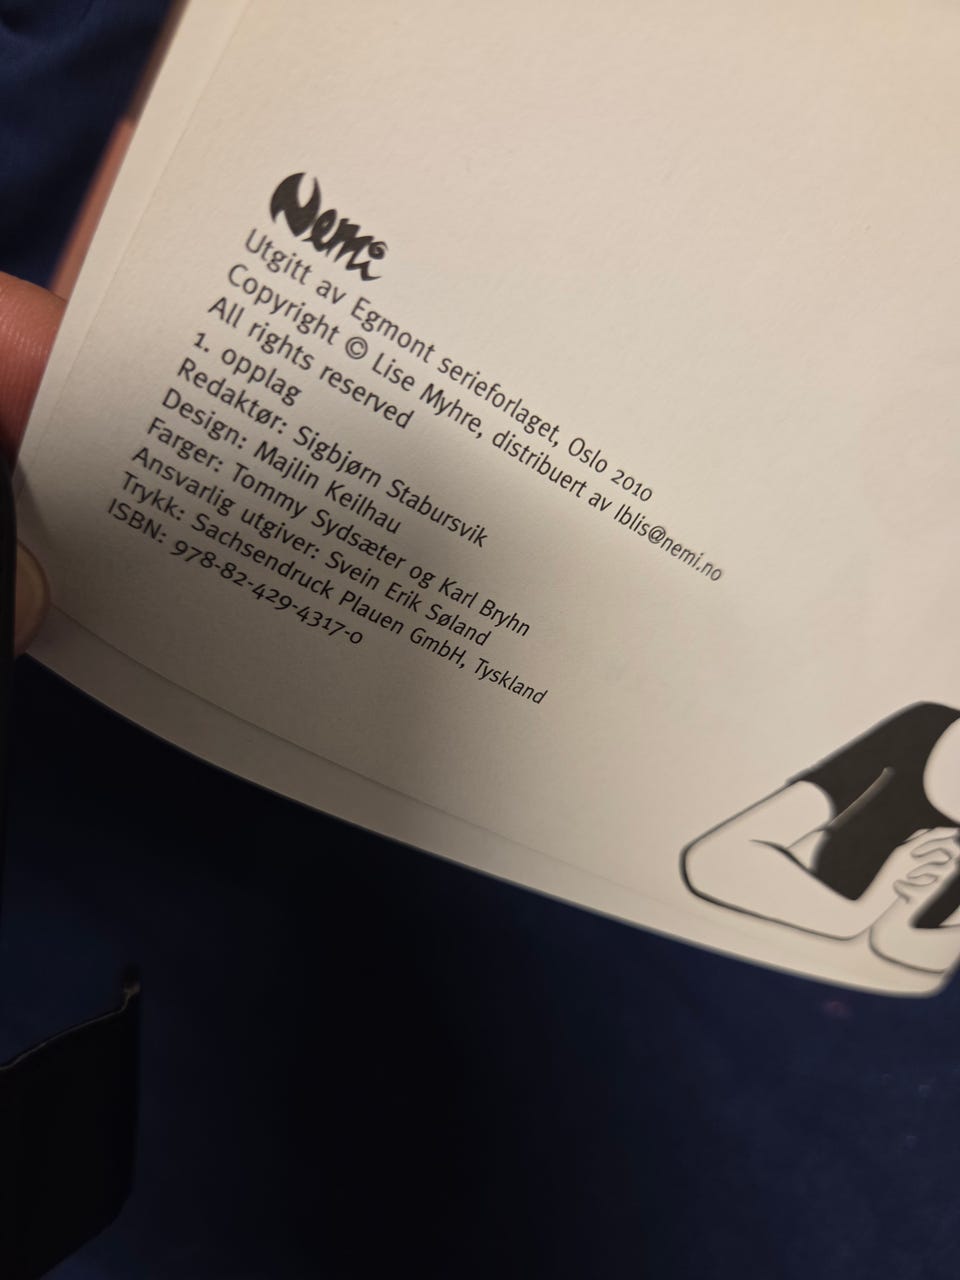 Nemi
Utgitt av Egmont serieforlaget, Oslo 2010
Copyright © Lise Myhre, distribuert av Iblis@nemi.no
All rights reserved
1. opplag
Redaktør: Sigbjørn Stabursvik
Design: Majlin Keilhau
Farger: Tommy Sydsæter og Karl Bryhn
Ansvarlig utgiver: Svein Erik Søland
Trykk: Sachsendruck Plauen GmbH, Tyskland
ISBN: 978-82-429-4317-0